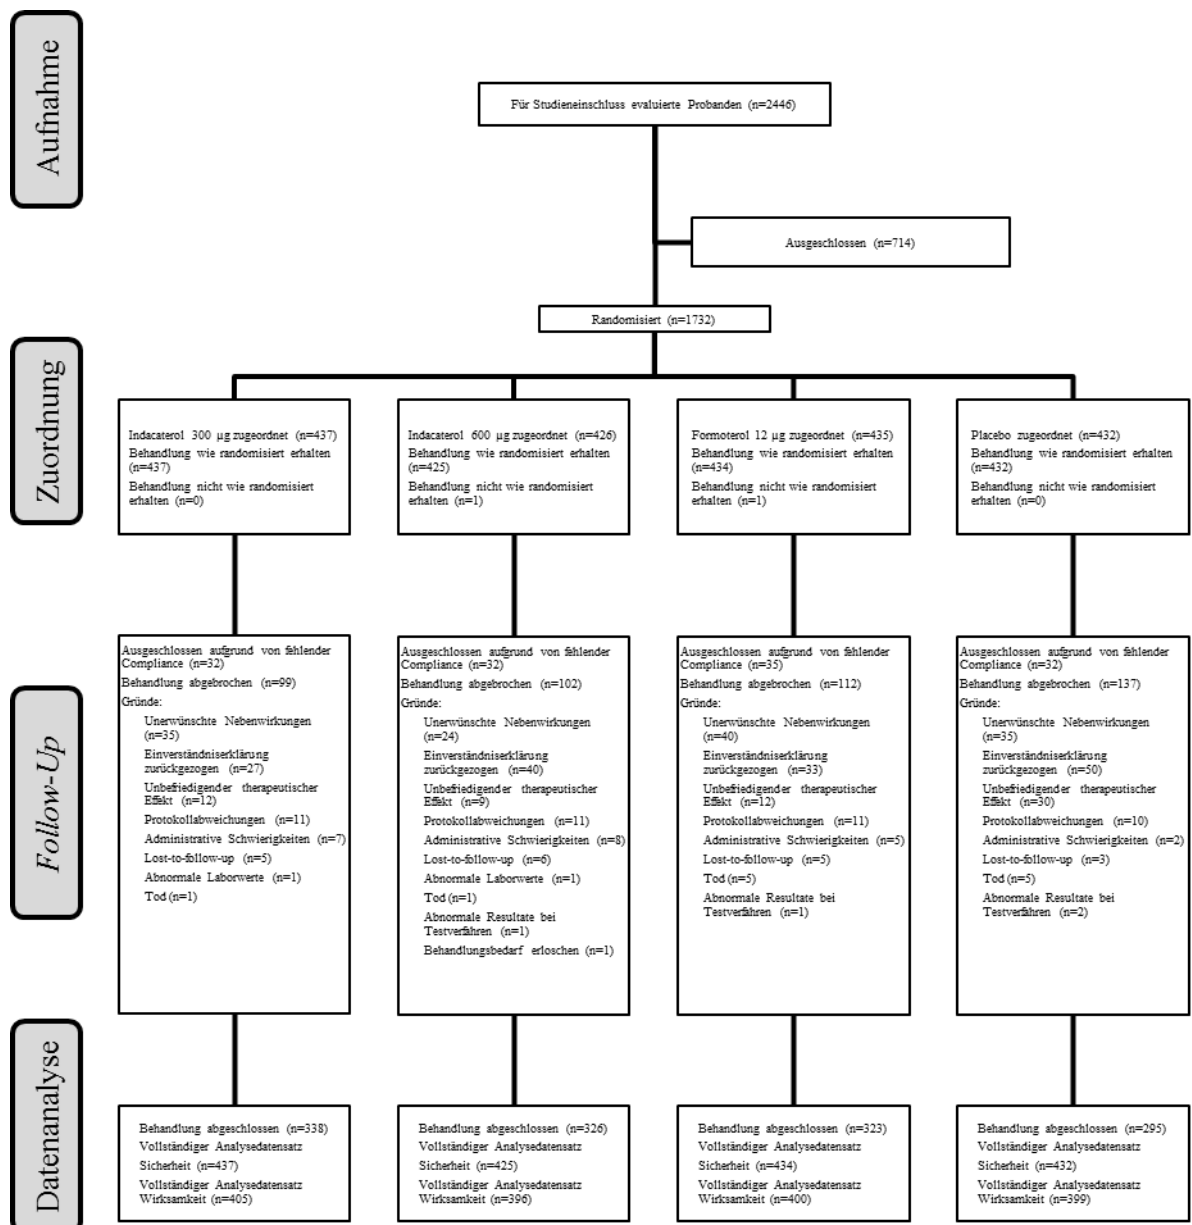 Aufnahme
Für Studieneinschluss evaluierte Probanden (n=2446)
Ausgeschlossen (n=714)
Randomisiert (n=1732)
Zuordnung
Indacaterol 300 µg zugeordnet (n=437)
Behandlung wie randomisiert erhalten
(n=437)
Behandlung nicht wie randomisiert
erhalten (n=0)
Indacaterol 600 µg zugeordnet (n=426)
Behandlung wie randomisiert erhalten
(n=425)
Behandlung nicht wie randomisiert
erhalten (n=1)
Formoterol 12 µg zugeordnet (n=435)
Behandlung wie randomisiert erhalten
(n=434)
Behandlung nicht wie randomisiert
erhalten (n=1)
Placebo zugeordnet (n=432)
Behandlung wie randomisiert erhalten
(n=432)
Behandlung nicht wie randomisiert
erhalten (n=0)
Follow-Up
Ausgeschlossen aufgrund von fehlender
Compliance (n=32)
Behandlung abgebrochen (n=99)
Gründe:
Unerwünschte Nebenwirkungen
(n=35)
Einverständniserklärung
zurückgezogen (n=27)
Unbefriedigender therapeutischer
Effekt (n=12)
Protokollabweichungen (n=11)
Administrative Schwierigkeiten (n=7)
Lost-to-follow-up (n=5)
Abnormale Laborwerte (n=1)
Tod (n=1)
Ausgeschlossen aufgrund von fehlender
Compliance (n=32)
Behandlung abgebrochen (n=102)
Gründe:
Unerwünschte Nebenwirkungen
(n=24)
Einverständniserklärung
zurückgezogen (n=40)
Unbefriedigender therapeutischer
Effekt (n=9)
Protokollabweichungen (n=11)
Administrative Schwierigkeiten (n=8)
Lost-to-follow-up (n=6)
Abnormale Laborwerte (n=1)
Tod (n=1)
Abnormale Resultate bei
Testverfahren (n=1)
Behandlungsbedarf erloschen (n=1)
Ausgeschlossen aufgrund von fehlender
Compliance (n=35)
Behandlung abgebrochen (n=112)
Gründe:
Unerwünschte Nebenwirkungen
(n=40)
Einverständniserklärung
zurückgezogen (n=33)
Unbefriedigender therapeutischer
Effekt (n=12)
Protokollabweichungen (n=11)
Administrative Schwierigkeiten (n=5)
Lost-to-follow-up (n=5)
Tod (n=5)
Abnormale Resultate bei
Testverfahren (n=1)
Ausgeschlossen aufgrund von fehlender
Compliance (n=32)
Behandlung abgebrochen (n=137)
Gründe:
Unerwünschte Nebenwirkungen
(n=35)
Einverständniserklärung
zurückgezogen (n=50)
Unbefriedigender therapeutischer
Effekt (n=30)
Protokollabweichungen (n=10)
Administrative Schwierigkeiten (n=2)
Lost-to-follow-up (n=3)
Tod (n=5)
Abnormale Resultate bei
Testverfahren (n=2)
Datenanalyse
Behandlung abgeschlossen (n=338)
Vollständiger Analysedatensatz
Sicherheit (n=437)
Vollständiger Analysedatensatz
Wirksamkeit (n=405)
Behandlung abgeschlossen (n=326)
Vollständiger Analysedatensatz
Sicherheit (n=425)
Vollständiger Analysedatensatz
Wirksamkeit (n=396)
Behandlung abgeschlossen (n=323)
Vollständiger Analysedatensatz
Sicherheit (n=434)
Vollständiger Analysedatensatz
Wirksamkeit (n=400)
Behandlung abgeschlossen (n=295)
Vollständiger Analysedatensatz
Sicherheit (n=432)
Vollständiger Analysedatensatz
Wirksamkeit (n=399)